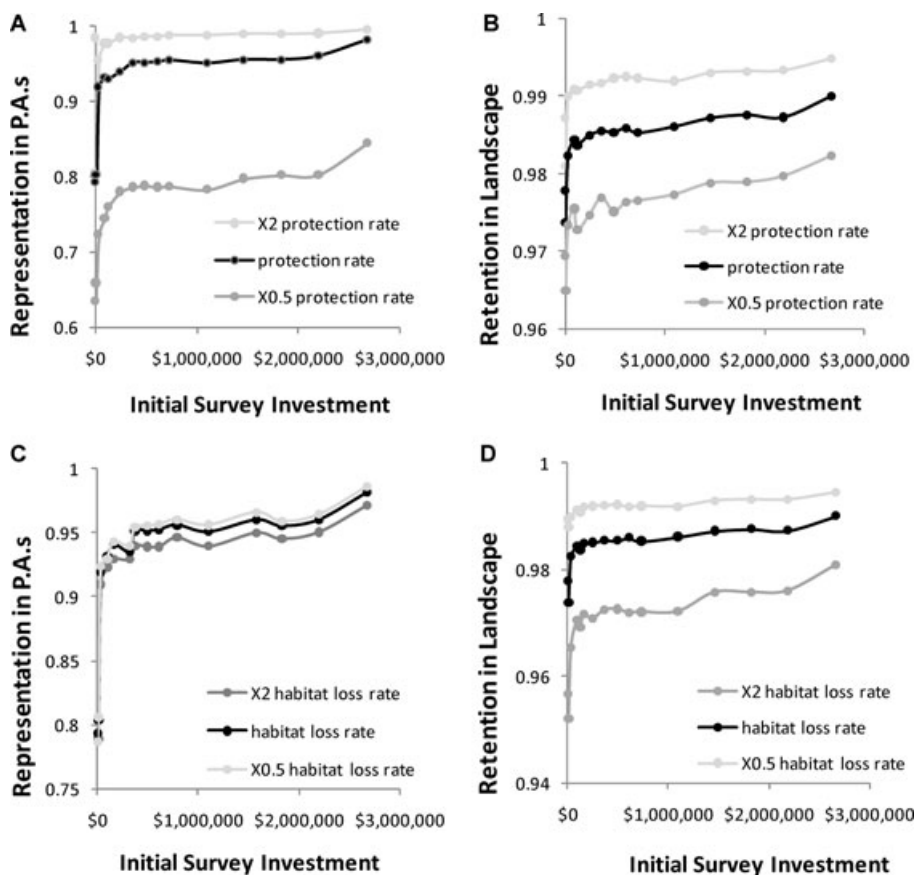 A
Representation in P.A.s
1
0.9
0.8
0.7
0.6
X2 protection rate
protection rate
X0.5 protection rate
$0 $1,000,000 $2,000,000 $3,000,000
Initial Survey Investment
B
Retention in Landscape
1
0.99
0.98
0.97
0.96
X2 protection rate
protection rate
X0.5 protection rate
$0 $1,000,000 $2,000,000 $3,000,000
Initial Survey Investment
C
Representation in P.A.s
1
0.95
0.9
0.85
0.8
0.75
X2 habitat loss rate
habitat loss rate
X0.5 habitat loss rate
$0 $1,000,000 $2,000,000 $3,000,000
Initial Survey Investment
D
Retention in Landscape
1
0.98
0.96
0.94
X2 habitat loss rate
habitat loss rate
X0.5 habitat loss rate
$0 $1,000,000 $2,000,000 $3,000,000
Initial Survey Investment